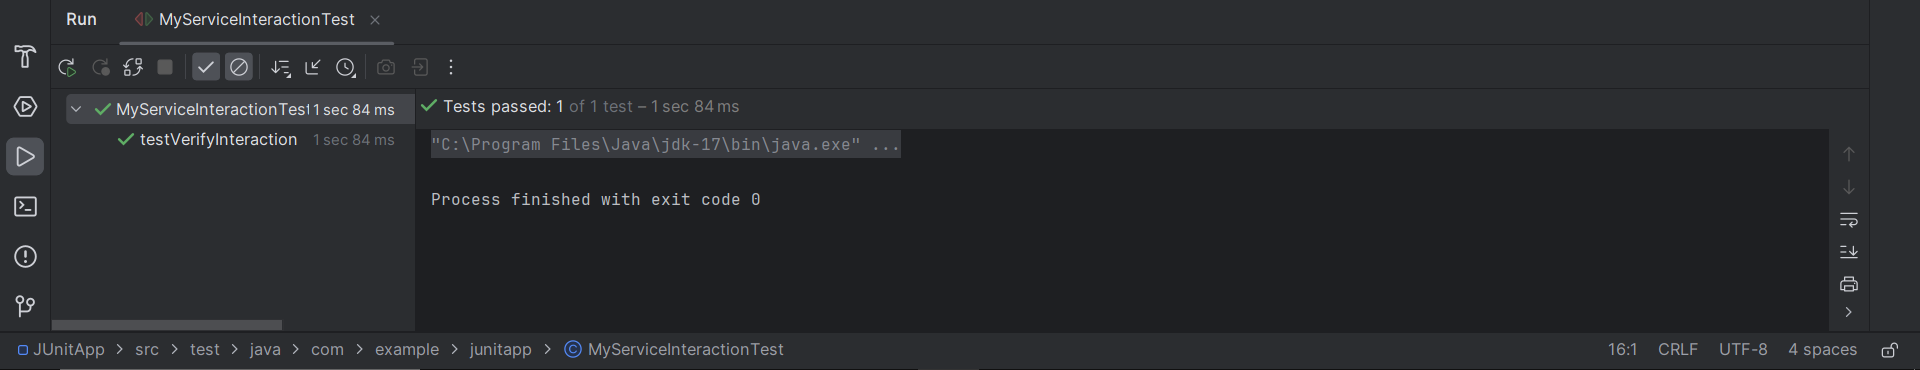 Run MyServiceInteractionTest
MyServiceInteractionTest 1 sec 84 ms
testVerifyInteraction 1 sec 84 ms
Tests passed: 1 of 1 test – 1 sec 84 ms
"C:\Program Files\Java\jdk-17\bin\java.exe" ...
Process finished with exit code 0
JUnitApp > src > test > java > com > example > junitapp > MyServiceInteractionTest 16:1 CRLF UTF-8 4 spaces